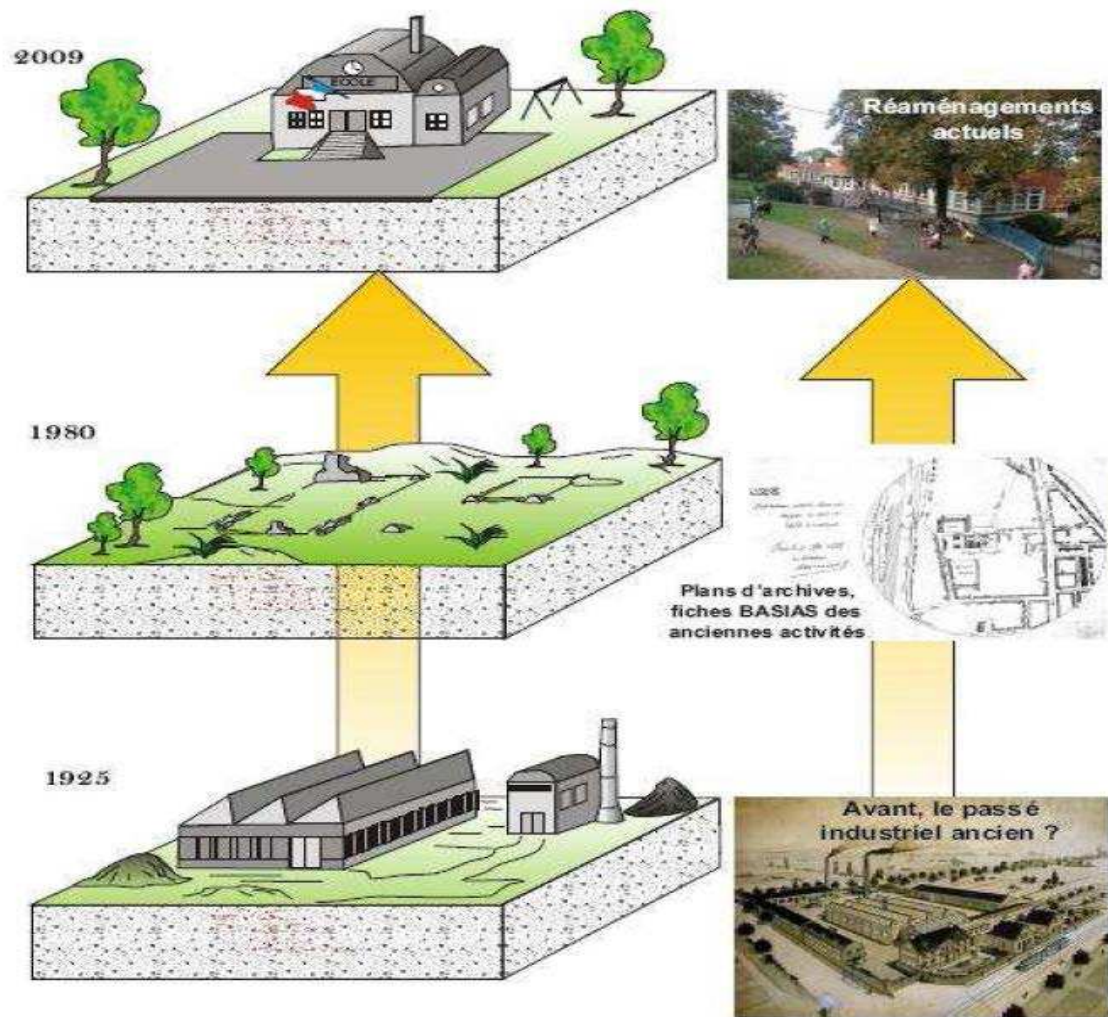 2009
ECOLE
Réaménagements
actuels
1980
Plans d'archives,
fiches BASIAS des
anciennes activités
1925
Avant, le passé
industriel ancien ?